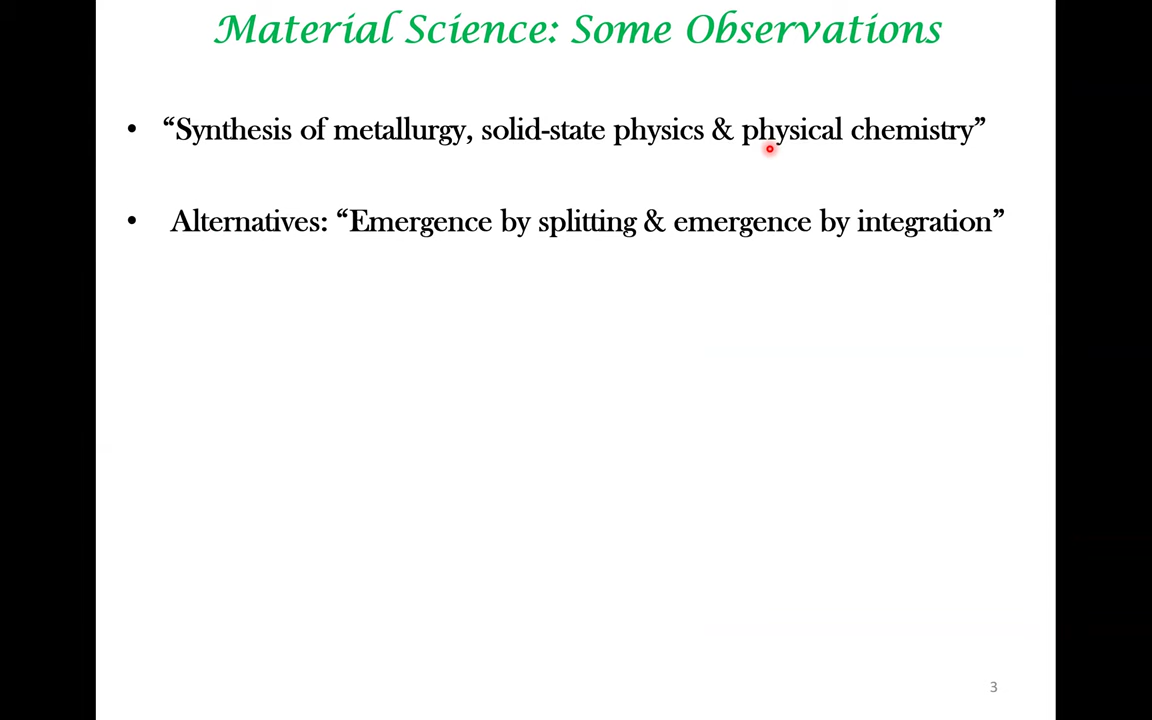 Material Science: Some Observations
• “Synthesis of metallurgy, solid-state physics & physical chemistry”
• Alternatives: “Emergence by splitting & emergence by integration”
3